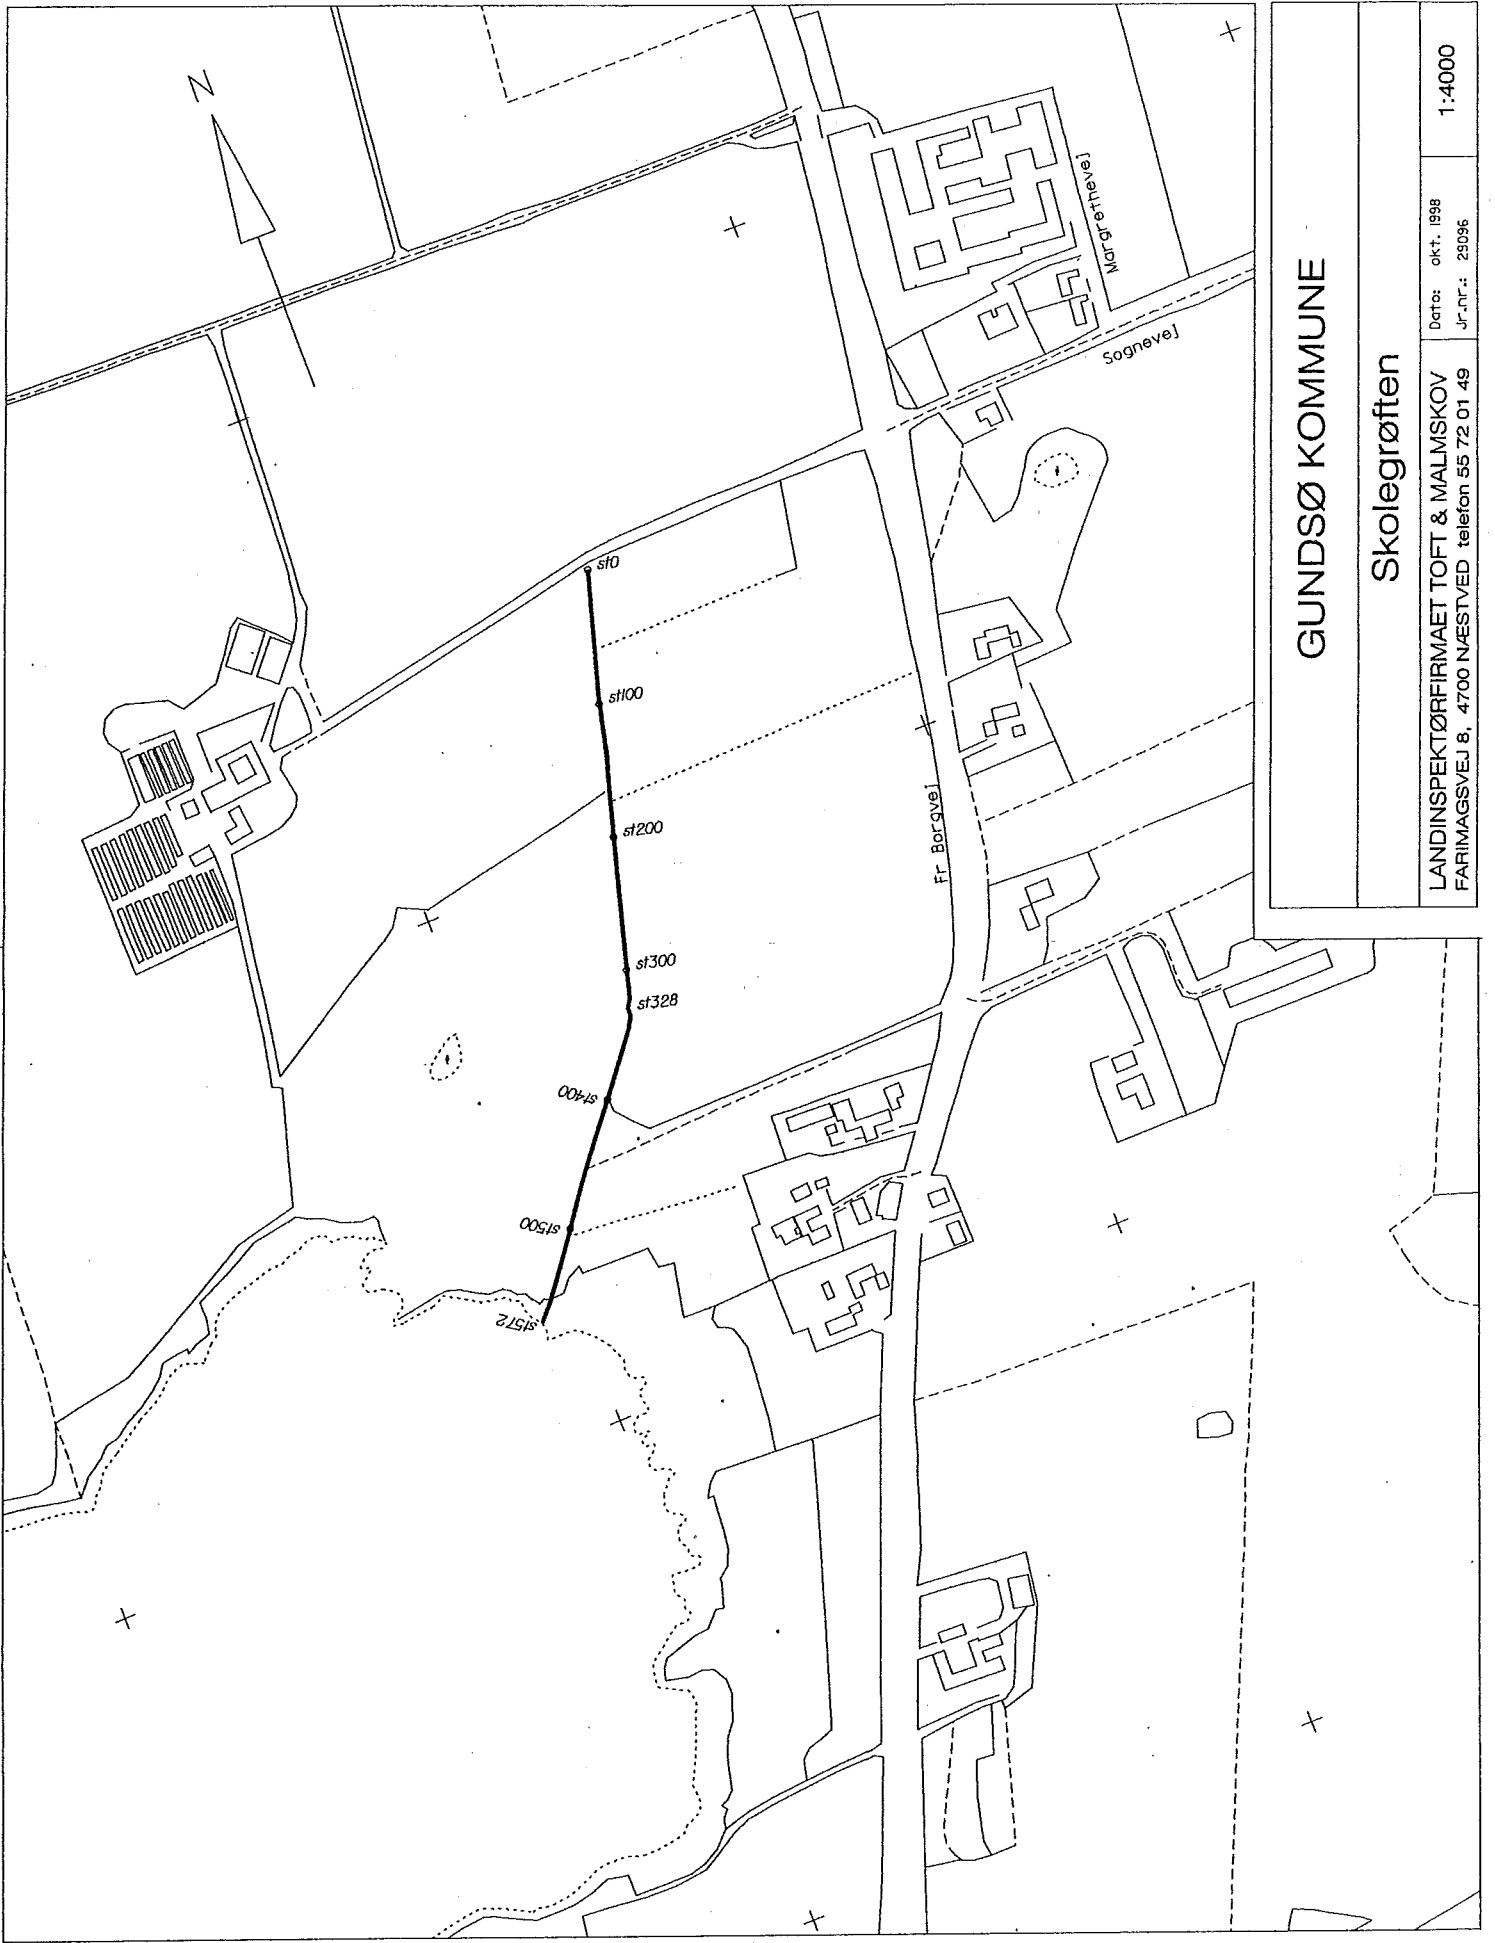 N
st0
st100
st200
st300
st328
st400
st500
st572
Margrethevej
Sognevej
Fr Borgvej
GUNDSØ KOMMUNE
Skolegrøften
LANDINSPEKTØRFIRMAET TOFT & MALMSKOV
FARIMAGSVEJ 8, 4700 NÆSTVED telefon 55 72 01 49
Dato: okt. 1998
Jr.nr.: 29096
1:4000